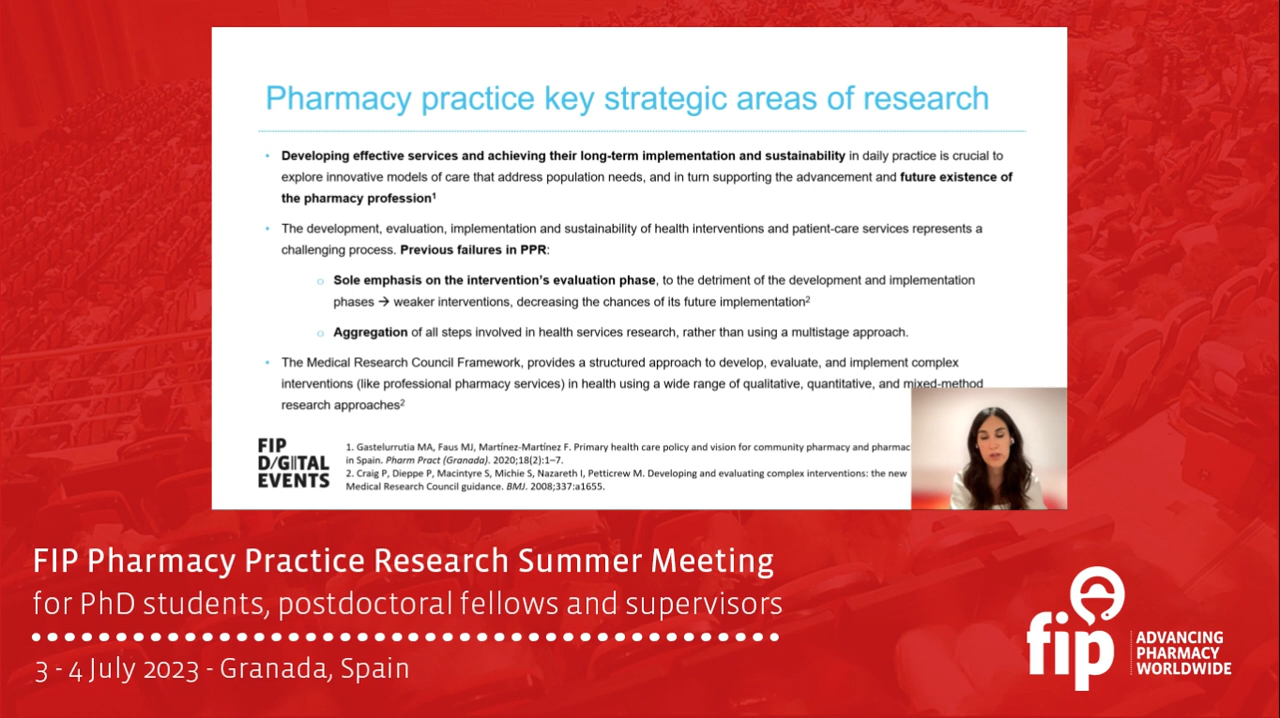 Pharmacy practice key strategic areas of research
• Developing effective services and achieving their long-term implementation and sustainability in daily practice is crucial to
explore innovative models of care that address population needs, and in turn supporting the advancement and future existence of
the pharmacy profession¹
• The development, evaluation, implementation and sustainability of health interventions and patient-care services represents a
challenging process. Previous failures in PPR:
○ Sole emphasis on the intervention's evaluation phase, to the detriment of the development and implementation
phases → weaker interventions, decreasing the chances of its future implementation²
○ Aggregation of all steps involved in health services research, rather than using a multistage approach.
• The Medical Research Council Framework, provides a structured approach to develop, evaluate, and implement complex
interventions (like professional pharmacy services) in health using a wide range of qualitative, quantitative, and mixed-method
research approaches²
FIP
D/GITAL
EVENTS
1. Gastelurrutia MA, Faus MJ, Martínez-Martínez F. Primary health care policy and vision for community pharmacy and pharmac
in Spain. Pharm Pract (Granada). 2020;18(2):1–7.
2. Craig P, Dieppe P, Macintyre S, Michie S, Nazareth I, Petticrew M. Developing and evaluating complex interventions: the new
Medical Research Council guidance. BMJ. 2008;337:a1655.
FIP Pharmacy Practice Research Summer Meeting
for PhD students, postdoctoral fellows and supervisors
3 - 4 July 2023 - Granada, Spain
fip
ADVANCING
PHARMACY
WORLDWIDE